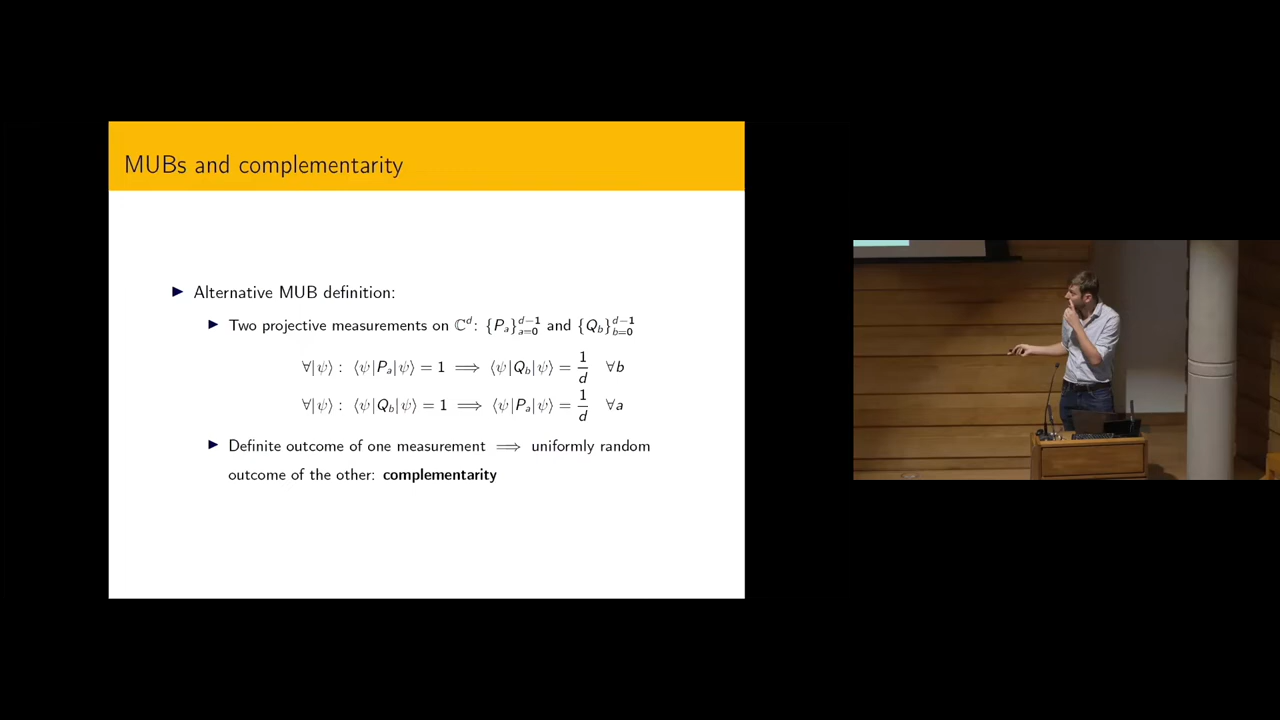 MUBs and complementarity
▶ Alternative MUB definition:
▶ Two projective measurements on ℂ^d: {P_a}_{a=0}^{d−1} and {Q_b}_{b=0}^{d−1}
∀|ψ⟩ : ⟨ψ|P_a|ψ⟩ = 1 ⟹ ⟨ψ|Q_b|ψ⟩ = 1/d ∀b
∀|ψ⟩ : ⟨ψ|Q_b|ψ⟩ = 1 ⟹ ⟨ψ|P_a|ψ⟩ = 1/d ∀a
▶ Definite outcome of one measurement ⟹ uniformly random
outcome of the other: complementarity